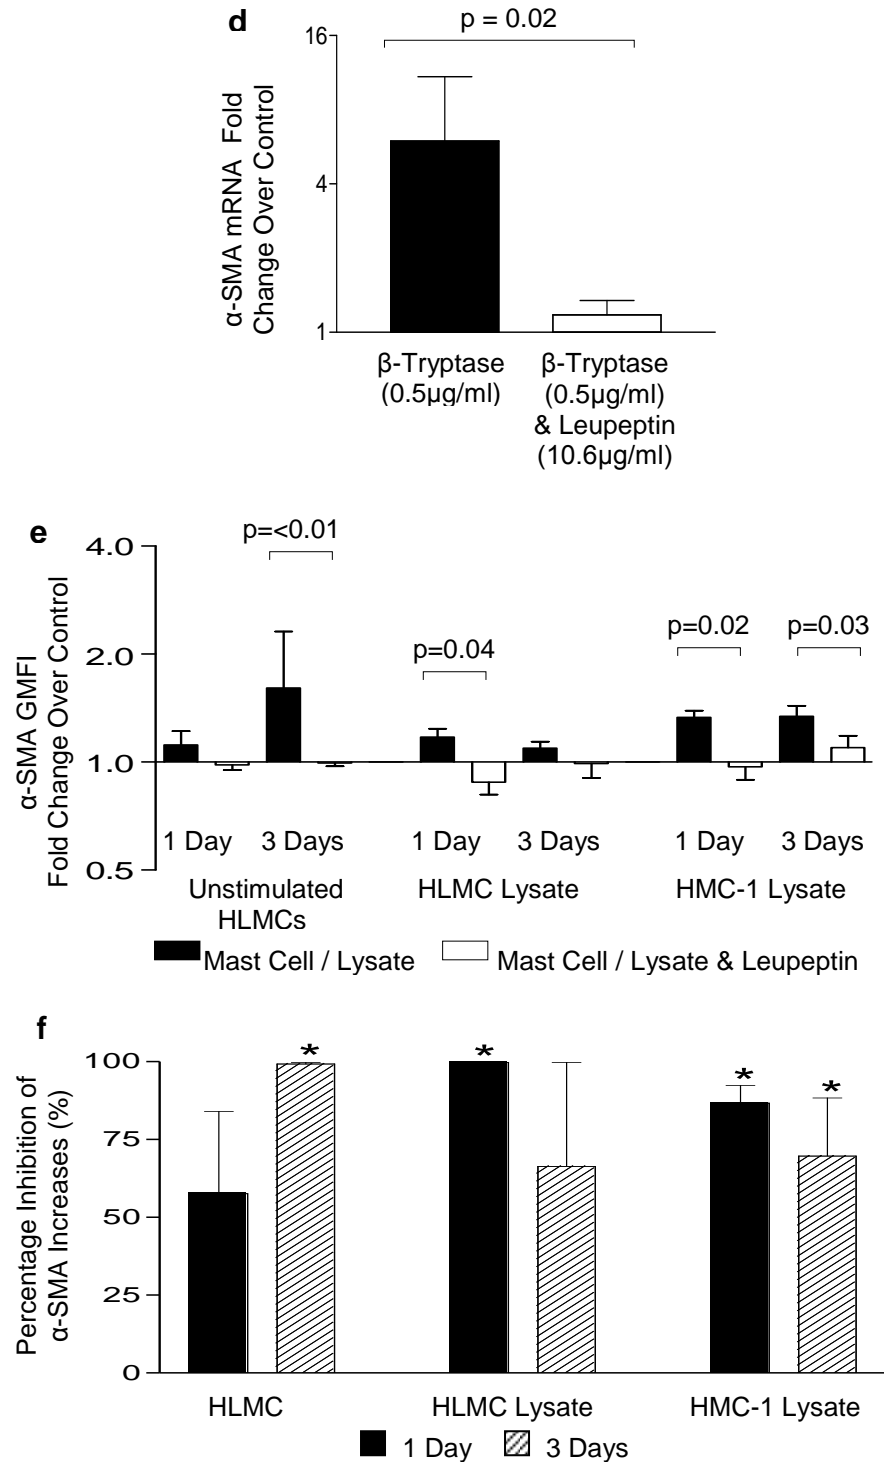 d
p = 0.02
16
4
1
α-SMA mRNA Fold
Change Over Control
β-Tryptase
(0.5µg/ml)
β-Tryptase
(0.5µg/ml)
& Leupeptin
(10.6µg/ml)
e
p=<0.01
p=0.04
p=0.02
p=0.03
4.0
2.0
1.0
0.5
α-SMA GMFI
Fold Change Over Control
1 Day
3 Days
1 Day
3 Days
1 Day
3 Days
Unstimulated
HLMCs
HLMC Lysate
HMC-1 Lysate
Mast Cell / Lysate
Mast Cell / Lysate & Leupeptin
f
100
75
50
25
0
Percentage Inhibition of
α-SMA Increases (%)
*
*
*
*
HLMC
HLMC Lysate
HMC-1 Lysate
1 Day
3 Days